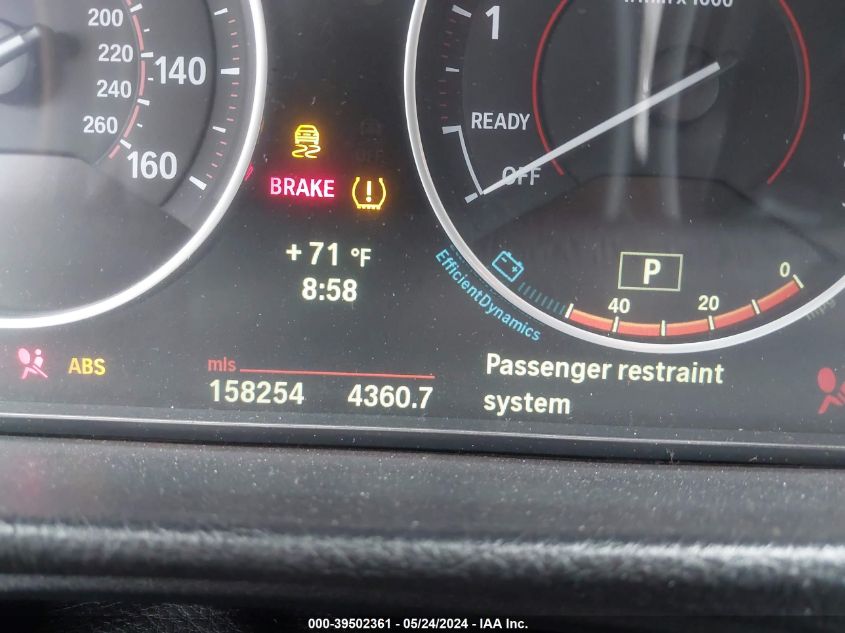 200
220
240
260
140
160
1
READY
OFF
BRAKE
+ 71 °F
8:58
EfficientDynamics
P
40
20
0
ABS
mls
158254 4360.7
Passenger restraint
system
000-39502361 - 05/24/2024 - IAA Inc.